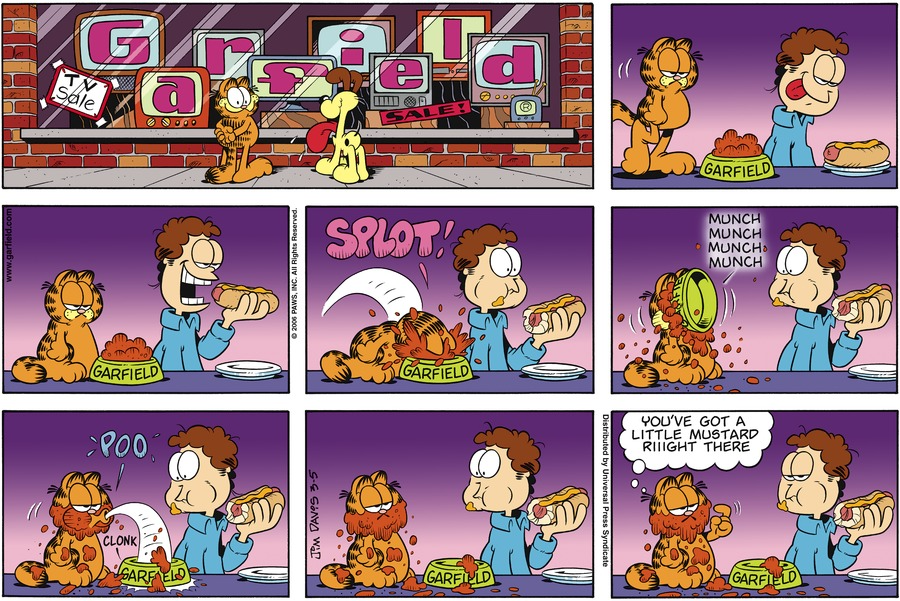 Garfield
Garfield
TV
Sale
SALE!
GARFIELD
www.garfield.com
GARFIELD
© 2006 PAWS, INC. All Rights Reserved.
SPLOT!
GARFIELD
MUNCH
MUNCH
MUNCH
MUNCH
POO
CLONK
GARFIELD
JIM DAVIS 3-5
GARFIELD
Distributed by Universal Press Syndicate
YOU'VE GOT A
LITTLE MUSTARD
RIIIGHT THERE
GARFIELD